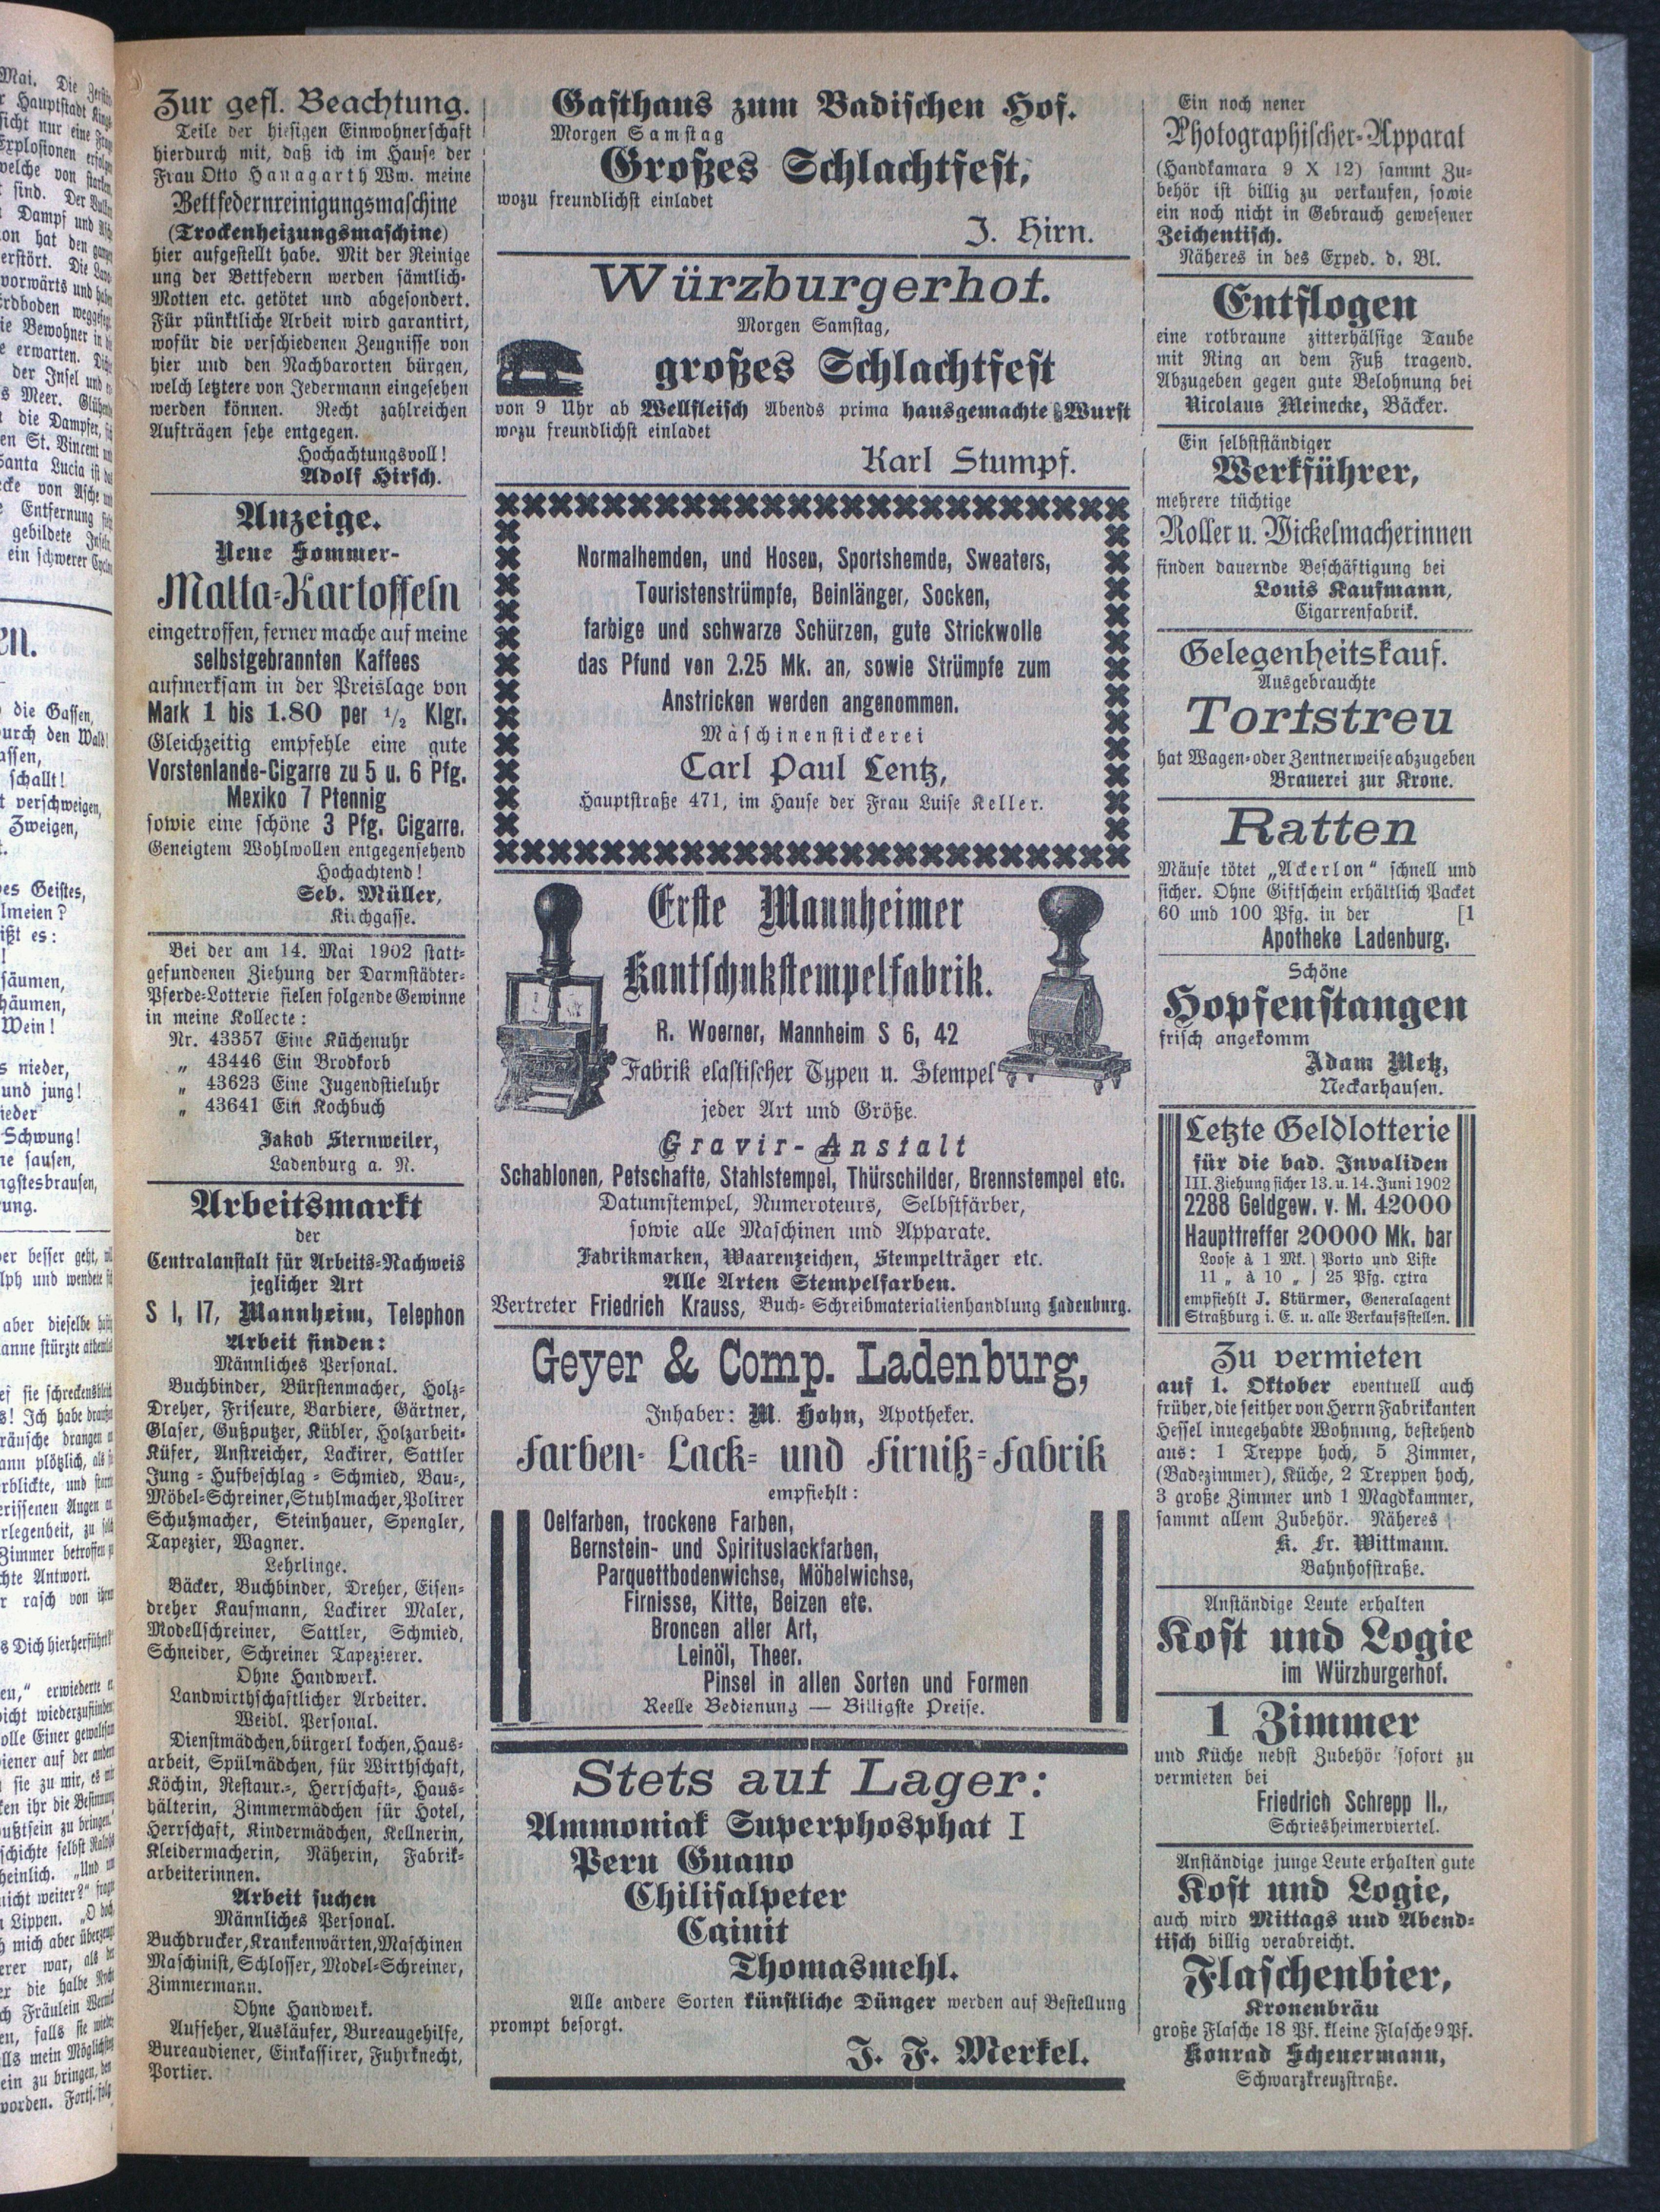 Zur gefl. Beachtung.
Teile der hiesigen Einwohnerschaft
hierdurch mit, daß ich im Hause der
Frau Otto Hanagarth Ww. meine
Bettfedernreinigungsmaschine
(Trockenheizungsmaschine)
hier aufgestellt habe. Mit der Reinige
ung der Bettfedern werden sämtlich-
Motten etc. getötet und abgesondert.
Für pünktliche Arbeit wird garantirt,
wofür die verschiedenen Zeugnisse von
hier und den Nachbarorten bürgen,
welch letztere von Jedermann eingesehen
werden können. Recht zahlreichen
Aufträgen sehe entgegen.
Hochachtungsvoll!
Adolf Hirsch.
Anzeige.
Neue Sommer-
Malta-Kartoffeln
eingetroffen, ferner mache auf meine
selbstgebrannten Kaffees
aufmerksam in der Preislage von
Mark 1 bis 1.80 per 1/2 Klgr.
Gleichzeitig empfehle eine gute
Vorstenlande-Cigarre zu 5 u. 6 Pfg.
Mexiko 7 Pfennig
sowie eine schöne 3 Pfg. Cigarre.
Geneigtem Wohlwollen entgegensehend
Hochachtend!
Seb. Müller,
Kirchgasse.
Bei der am 14. Mai 1902 statt-
gefundenen Ziehung der Darmstädter-
Pferde-Lotterie fielen folgende Gewinne
in meine Kollecte:
Nr. 43357 Eine Küchenuhr
„ 43446 Ein Brodkorb
„ 43623 Eine Jugendstieluhr
„ 43641 Ein Kochbuch
Jakob Sternweiler,
Ladenburg a. N.
Arbeitsmarkt
der
Centralanstalt für Arbeits-Nachweis
jeglicher Art
S 1, 17, Mannheim, Telephon
Arbeit finden:
Männliches Personal.
Buchbinder, Bürstenmacher, Holz-
Dreher, Friseure, Barbiere, Gärtner,
Glaser, Gußputzer, Kübler, Holzarbeit-
Küfer, Anstreicher, Lackirer, Sattler
Jung-Hufbeschlag-Schmied, Bau-,
Möbel-Schreiner, Stuhlmacher, Polirer
Schuhmacher, Steinhauer, Spengler,
Tapezier, Wagner.
Lehrlinge.
Bäcker, Buchbinder, Dreher, Eisen-
dreher Kaufmann, Lackirer Maler,
Modellschreiner, Sattler, Schmied,
Schneider, Schreiner Tapezierer.
Ohne Handwerk.
Landwirthschaftlicher Arbeiter.
Weibl. Personal.
Dienstmädchen, bürgerl kochen, Haus-
arbeit, Spülmädchen, für Wirthschaft,
Köchin, Restaur.-, Herrschaft-, Haus-
hälterin, Zimmermädchen für Hotel,
Herrschaft, Kindermädchen, Kellnerin,
Kleidermacherin, Näherin, Fabrik-
arbeiterinnen.
Arbeit suchen
Männliches Personal.
Buchdrucker, Krankenwärten, Maschinen
Maschinist, Schlosser, Model-Schreiner,
Zimmermann.
Ohne Handwerk.
Aufseher, Ausläufer, Bureaugehilfe,
Bureaudiener, Einkassirer, Fuhrknecht,
Portier.
Gasthaus zum Badischen Hof.
Morgen Samstag
Großes Schlachtfest,
wozu freundlichst einladet
J. Hirn.
Würzburgerhof.
Morgen Samstag,
großes Schlachtfest
von 9 Uhr ab Wellfleisch Abends prima hausgemachte Wurst
wozu freundlichst einladet
Karl Stumpf.
Normalhemden, und Hosen, Sportshemde, Sweaters,
Touristenstrümpfe, Beinlänger, Socken,
farbige und schwarze Schürzen, gute Strickwolle
das Pfund von 2.25 Mk. an, sowie Strümpfe zum
Anstricken werden angenommen.
Maschinenstickerei
Carl Paul Lentz,
Hauptstraße 471, im Hause der Frau Luise Keller.
Erste Mannheimer
Kautschukstempelfabrik.
R. Woerner, Mannheim S 6, 42
Fabrik elastischer Typen u. Stempel
jeder Art und Größe.
Gravir-Anstalt
Schablonen, Petschafte, Stahlstempel, Thürschilder, Brennstempel etc.
Datumstempel, Numeroteurs, Selbstfärber,
sowie alle Maschinen und Apparate.
Fabrikmarken, Waarenzeichen, Stempelträger etc.
Alle Arten Stempelfarben.
Vertreter Friedrich Krauss, Buch- Schreibmaterialienhandlung Ladenburg.
Geyer & Comp. Ladenburg,
Inhaber: M. Hohn, Apotheker.
Farben- Lack- und Firniß-Fabrik
empfiehlt:
Oelfarben, trockene Farben,
Bernstein- und Spirituslackfarben,
Parquettbodenwichse, Möbelwichse,
Firnisse, Kitte, Beizen etc.
Broncen aller Art,
Leinöl, Theer.
Pinsel in allen Sorten und Formen
Reelle Bedienung — Billigste Preise.
Stets auf Lager:
Ammoniak Superphosphat I
Peru Guano
Chilisalpeter
Cainit
Thomasmehl.
Alle andere Sorten künstliche Dünger werden auf Bestellung
prompt besorgt.
J. F. Merkel.
Ein noch neuer
Photographischer-Apparat
(Handkamara 9 X 12) sammt Zu-
behör ist billig zu verkaufen, sowie
ein noch nicht in Gebrauch gewesener
Zeichentisch.
Näheres in des Exped. d. Bl.
Entflogen
eine rotbraune zitterhälsige Taube
mit Ring an dem Fuß tragend.
Abzugeben gegen gute Belohnung bei
Nicolaus Meinecke, Bäcker.
Ein selbstständiger
Werkführer,
mehrere tüchtige
Roller u. Wickelmacherinnen
finden dauernde Beschäftigung bei
Louis Kaufmann,
Cigarrenfabrik.
Gelegenheitskauf.
Ausgebrauchte
Torfstreu
hat Wagen- oder Zentnerweise abzugeben
Brauerei zur Krone.
Ratten
Mäuse tötet „Ackerlon“ schnell und
sicher. Ohne Giftschein erhältlich Packet
60 und 100 Pfg. in der [1
Apotheke Ladenburg.
Schöne
Hopfenstangen
frisch angekomm
Adam Metz,
Neckarhausen.
Letzte Geldlotterie
für die bad. Invaliden
III. Ziehung sicher 13. u. 14. Juni 1902
2288 Geldgew. v. M. 42000
Haupttreffer 20000 Mk. bar
Loose à 1 Mk. } Porto und Liste
11 „ à 10 „ } 25 Pfg. extra
empfiehlt J. Stürmer, Generalagent
Straßburg i. E. u. alle Verkaufsstellen.
Zu vermieten
auf 1. Oktober eventuell auch
früher, die seither von Herrn Fabrikanten
Hessel innegehabte Wohnung, bestehend
aus: 1 Treppe hoch, 5 Zimmer,
(Badezimmer), Küche, 2 Treppen hoch,
3 große Zimmer und 1 Magdkammer,
sammt allem Zubehör. Näheres
K. Fr. Wittmann.
Bahnhofstraße.
Anständige Leute erhalten
Kost und Logie
im Würzburgerhof.
1 Zimmer
und Küche nebst Zubehör sofort zu
vermieten bei
Friedrich Schrepp II.,
Schriesheimerviertel.
Anständige junge Leute erhalten gute
Kost und Logie,
auch wird Mittags und Abend-
tisch billig verabreicht.
Flaschenbier,
Kronenbräu
große Flasche 18 Pf. kleine Flasche 9 Pf.
Konrad Scheuermann,
Schwarzkreuzstraße.